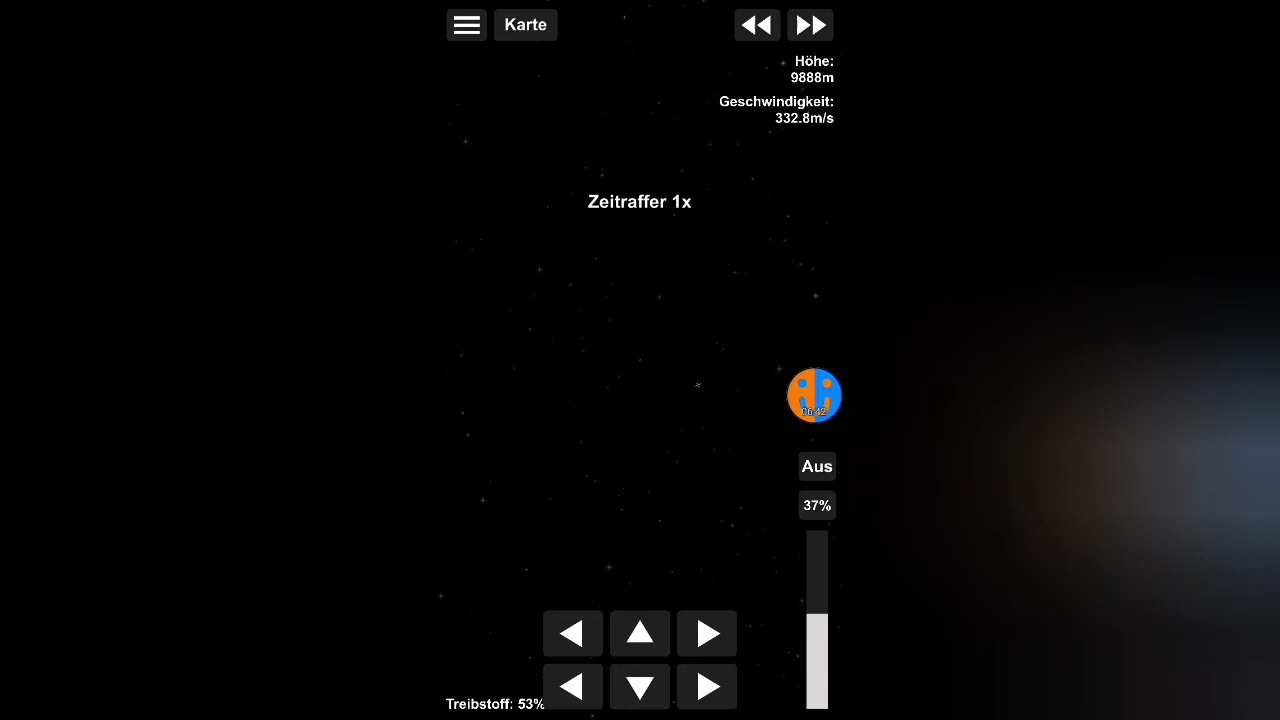 Karte
Höhe:
9888m
Geschwindigkeit:
332.8m/s
Zeitraffer 1x
06:42
Aus
37%
Treibstoff: 53%